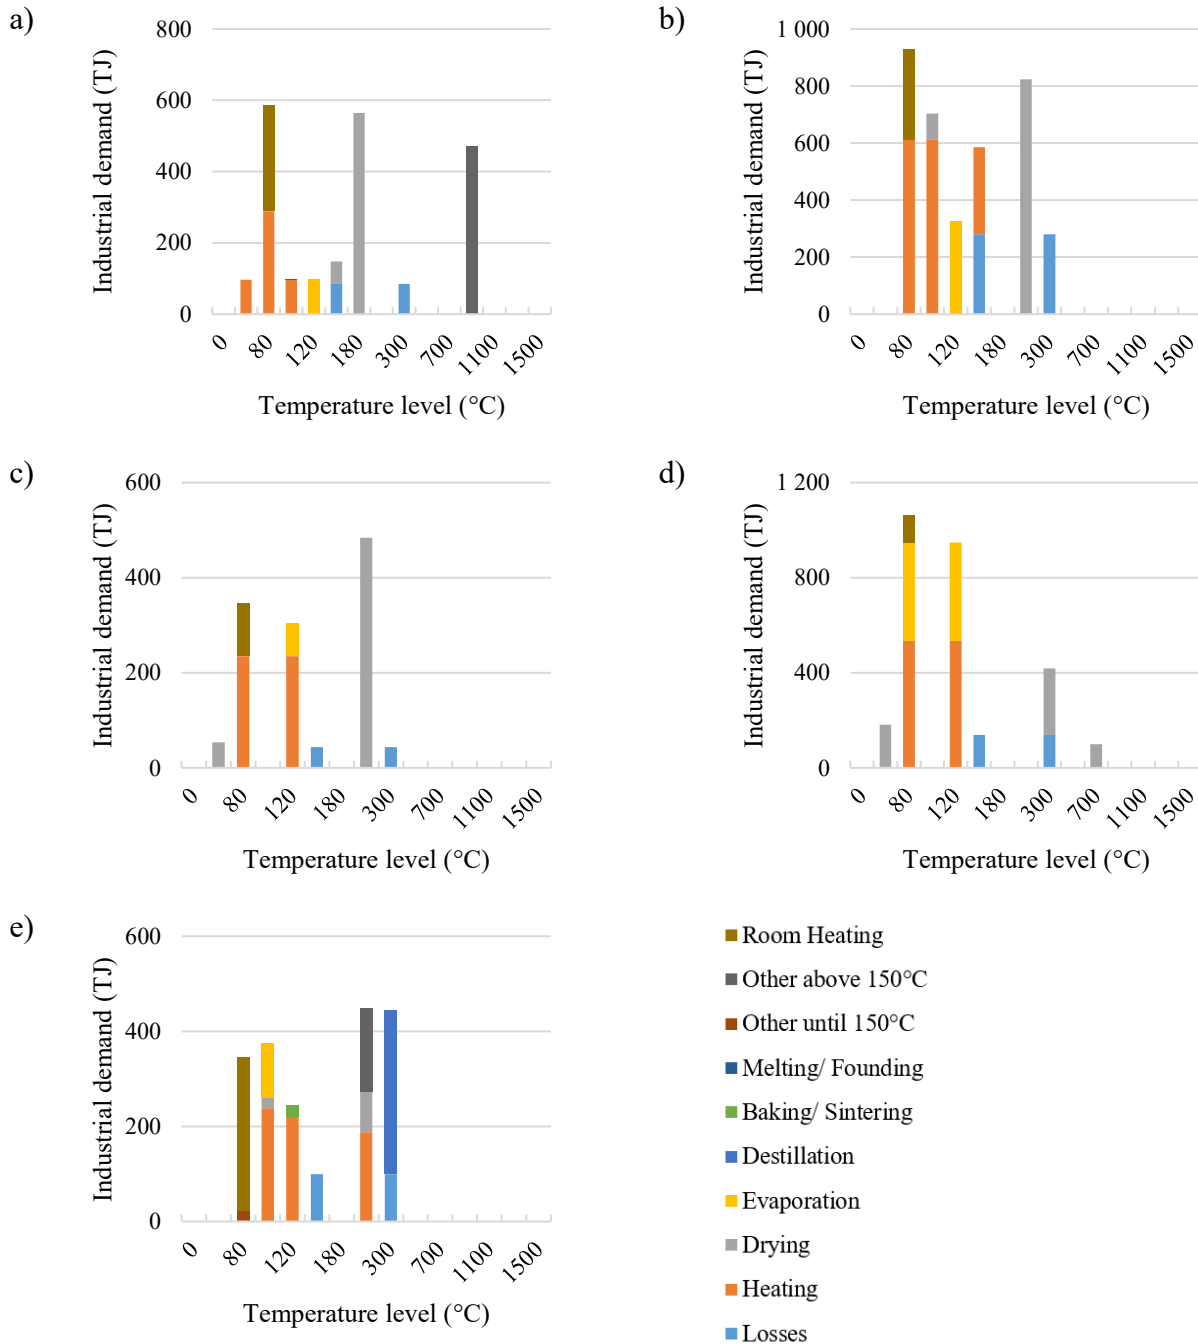 a)
800
600
400
200
0
Industrial demand (TJ)
0 80 120 180 300 700 1100 1500
Temperature level (°C)
b)
1 000
800
600
400
200
0
Industrial demand (TJ)
0 80 120 180 300 700 1100 1500
Temperature level (°C)
c)
600
400
200
0
Industrial demand (TJ)
0 80 120 180 300 700 1100 1500
Temperature level (°C)
d)
1 200
800
400
0
Industrial demand (TJ)
0 80 120 180 300 700 1100 1500
Temperature level (°C)
e)
600
400
200
0
Industrial demand (TJ)
0 80 120 180 300 700 1100 1500
Temperature level (°C)
Room Heating
Other above 150°C
Other until 150°C
Melting/ Founding
Baking/ Sintering
Destillation
Evaporation
Drying
Heating
Losses